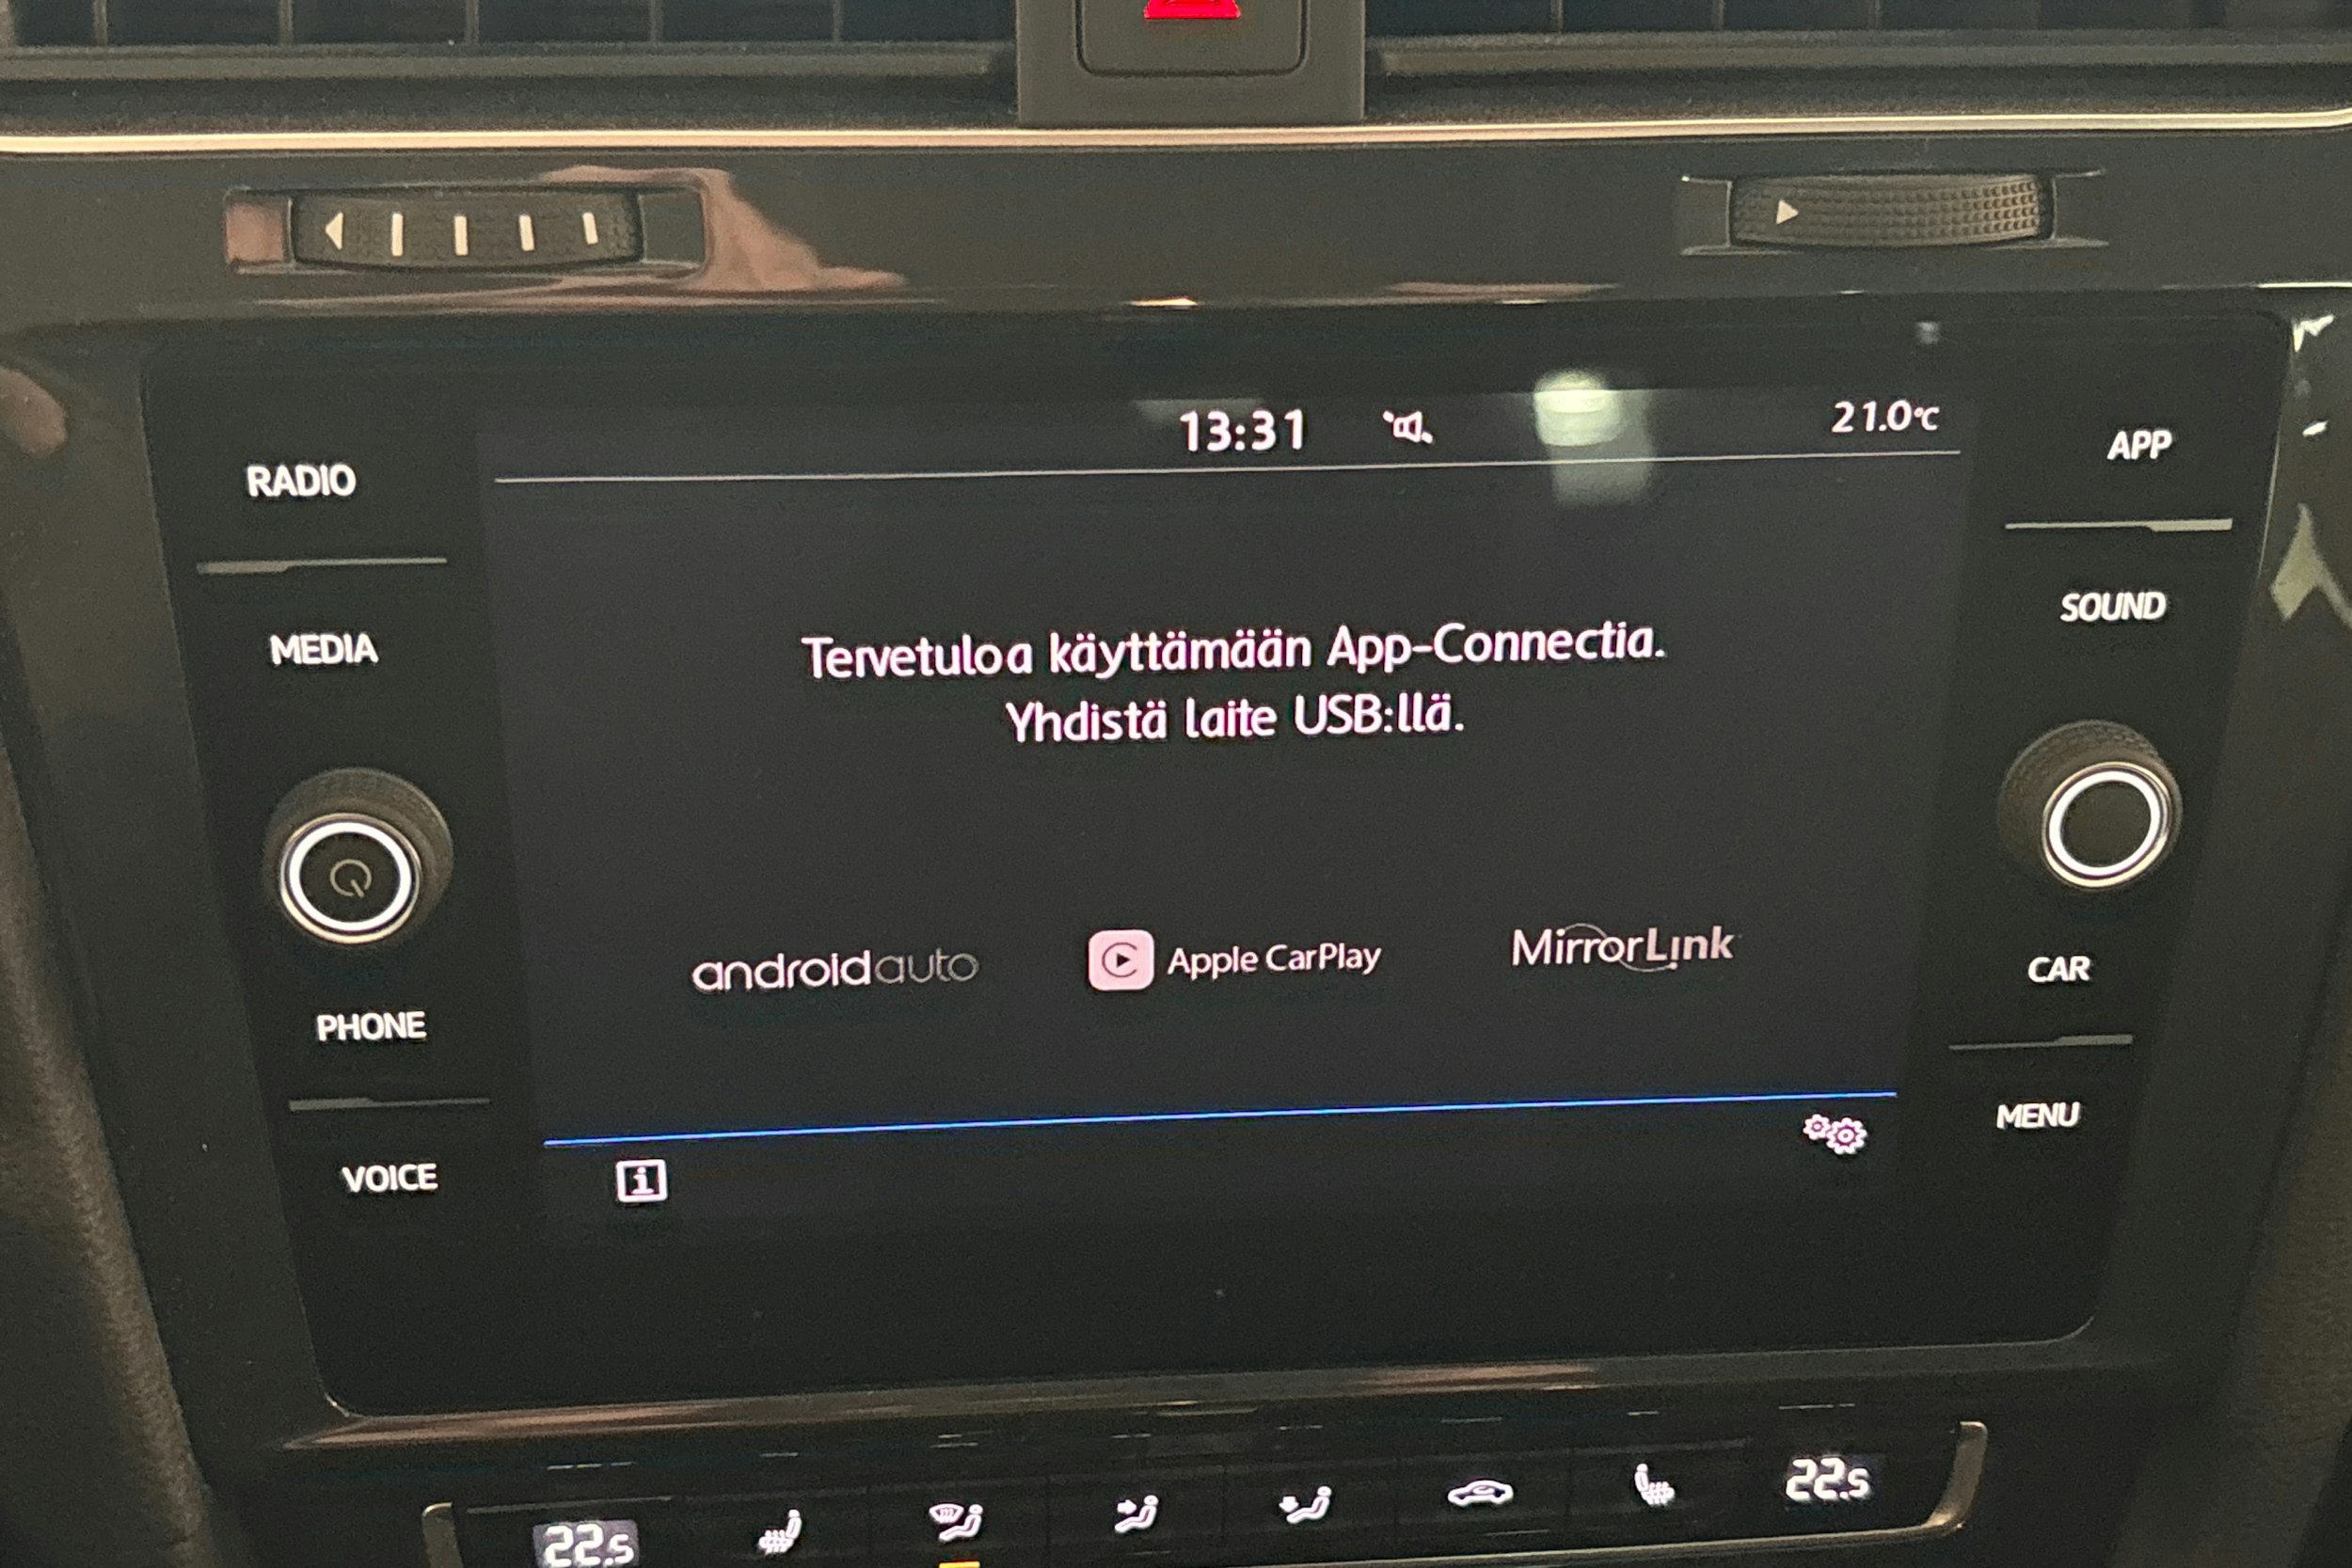 13:31
21.0°C
RADIO
APP
MEDIA
SOUND
Tervetuloa käyttämään App-Connectia.
Yhdistä laite USB:llä.
androidauto
Apple CarPlay
MirrorLink
PHONE
CAR
VOICE
MENU
22.5
22.5